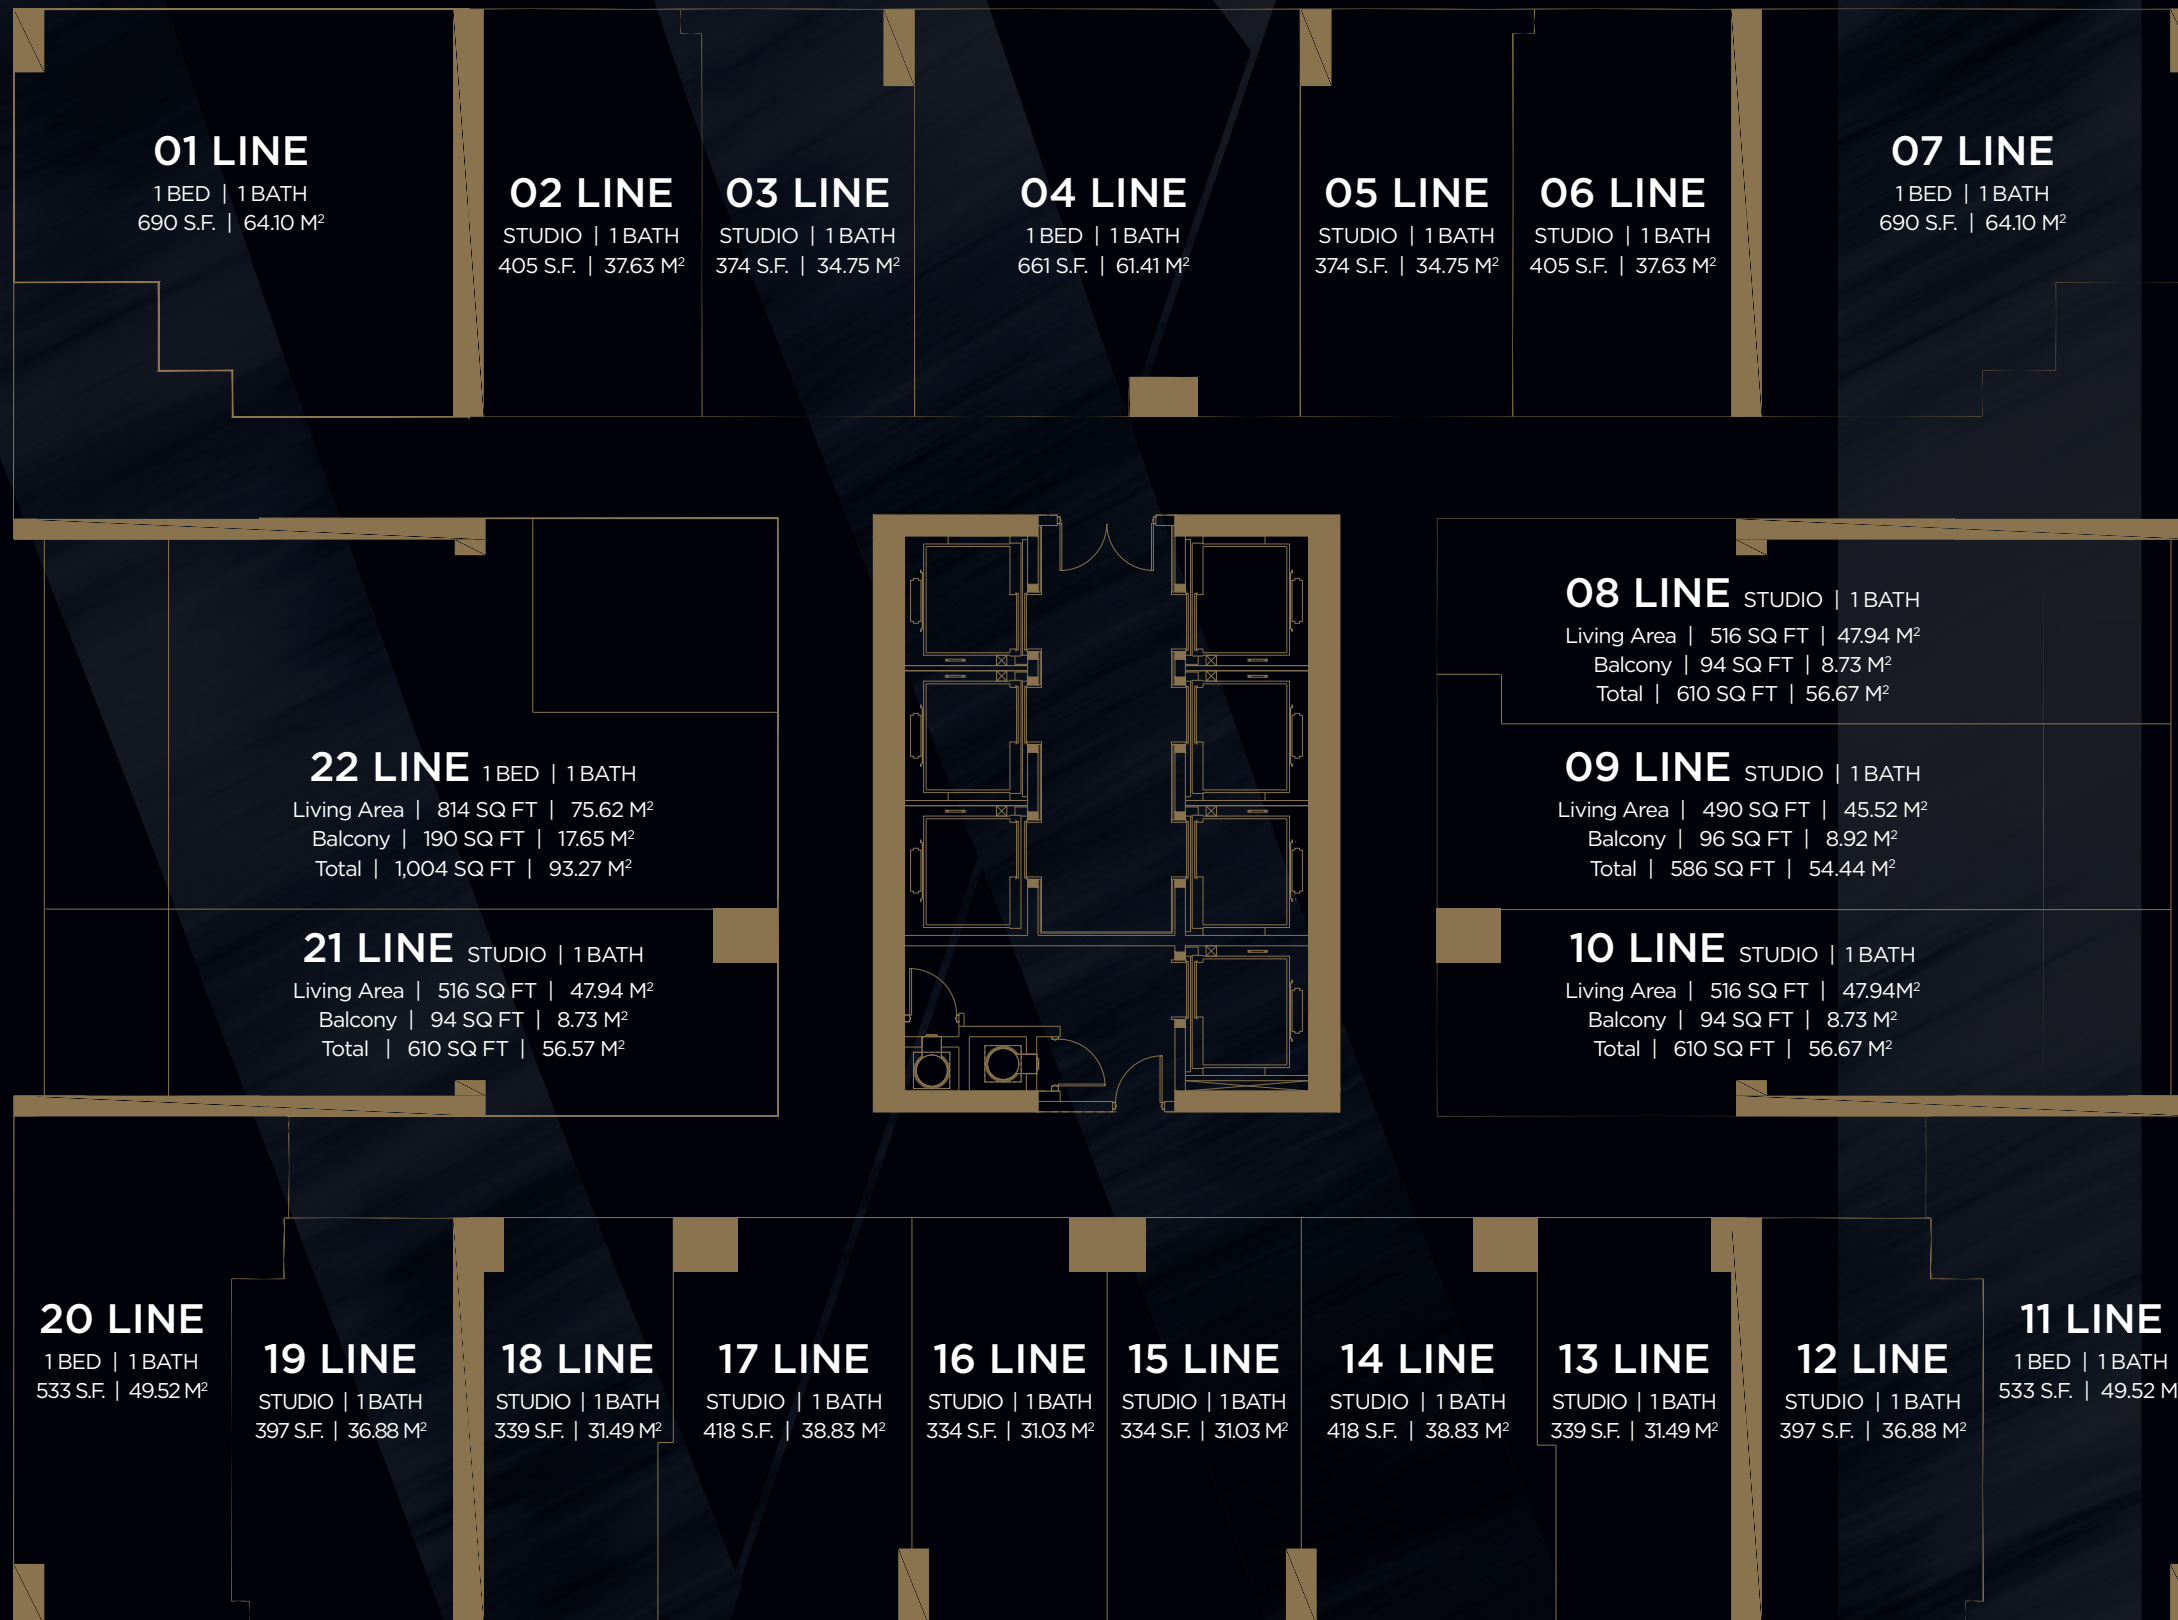 01 LINE
1 BED | 1 BATH
690 S.F. | 64.10 M²
02 LINE
STUDIO | 1 BATH
405 S.F. | 37.63 M²
03 LINE
STUDIO | 1 BATH
374 S.F. | 34.75 M²
04 LINE
1 BED | 1 BATH
661 S.F. | 61.41 M²
05 LINE
STUDIO | 1 BATH
374 S.F. | 34.75 M²
06 LINE
STUDIO | 1 BATH
405 S.F. | 37.63 M²
07 LINE
1 BED | 1 BATH
690 S.F. | 64.10 M²
08 LINE STUDIO | 1 BATH
Living Area | 516 SQ FT | 47.94 M²
Balcony | 94 SQ FT | 8.73 M²
Total | 610 SQ FT | 56.67 M²
22 LINE 1 BED | 1 BATH
Living Area | 814 SQ FT | 75.62 M²
Balcony | 190 SQ FT | 17.65 M²
Total | 1,004 SQ FT | 93.27 M²
09 LINE STUDIO | 1 BATH
Living Area | 490 SQ FT | 45.52 M²
Balcony | 96 SQ FT | 8.92 M²
Total | 586 SQ FT | 54.44 M²
21 LINE STUDIO | 1 BATH
Living Area | 516 SQ FT | 47.94 M²
Balcony | 94 SQ FT | 8.73 M²
Total | 610 SQ FT | 56.57 M²
10 LINE STUDIO | 1 BATH
Living Area | 516 SQ FT | 47.94M²
Balcony | 94 SQ FT | 8.73 M²
Total | 610 SQ FT | 56.67 M²
20 LINE
1 BED | 1 BATH
533 S.F. | 49.52 M²
19 LINE
STUDIO | 1 BATH
397 S.F. | 36.88 M²
18 LINE
STUDIO | 1 BATH
339 S.F. | 31.49 M²
17 LINE
STUDIO | 1 BATH
418 S.F. | 38.83 M²
16 LINE
STUDIO | 1 BATH
334 S.F. | 31.03 M²
15 LINE
STUDIO | 1 BATH
334 S.F. | 31.03 M²
14 LINE
STUDIO | 1 BATH
418 S.F. | 38.83 M²
13 LINE
STUDIO | 1 BATH
339 S.F. | 31.49 M²
12 LINE
STUDIO | 1 BATH
397 S.F. | 36.88 M²
11 LINE
1 BED | 1 BATH
533 S.F. | 49.52 M